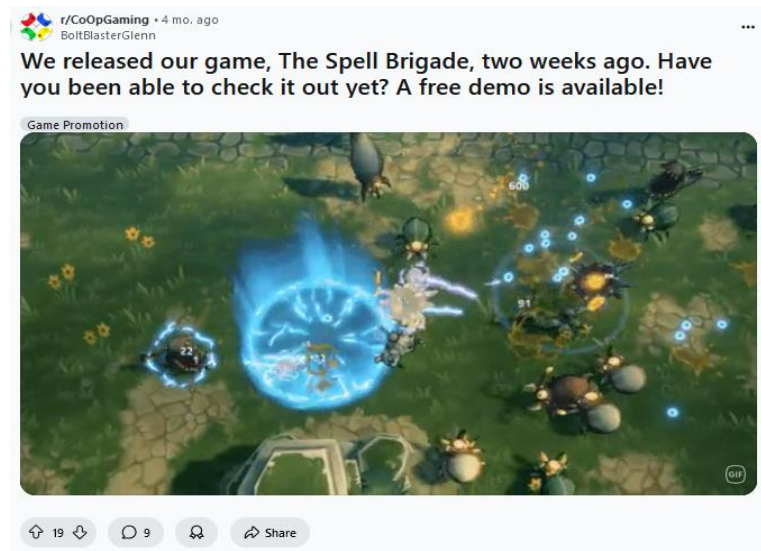 r/CoOpGaming • 4 mo. ago
BoltBlasterGlenn
We released our game, The Spell Brigade, two weeks ago. Have
you been able to check it out yet? A free demo is available!
Game Promotion
600
91
22
GIF
19
9
Share